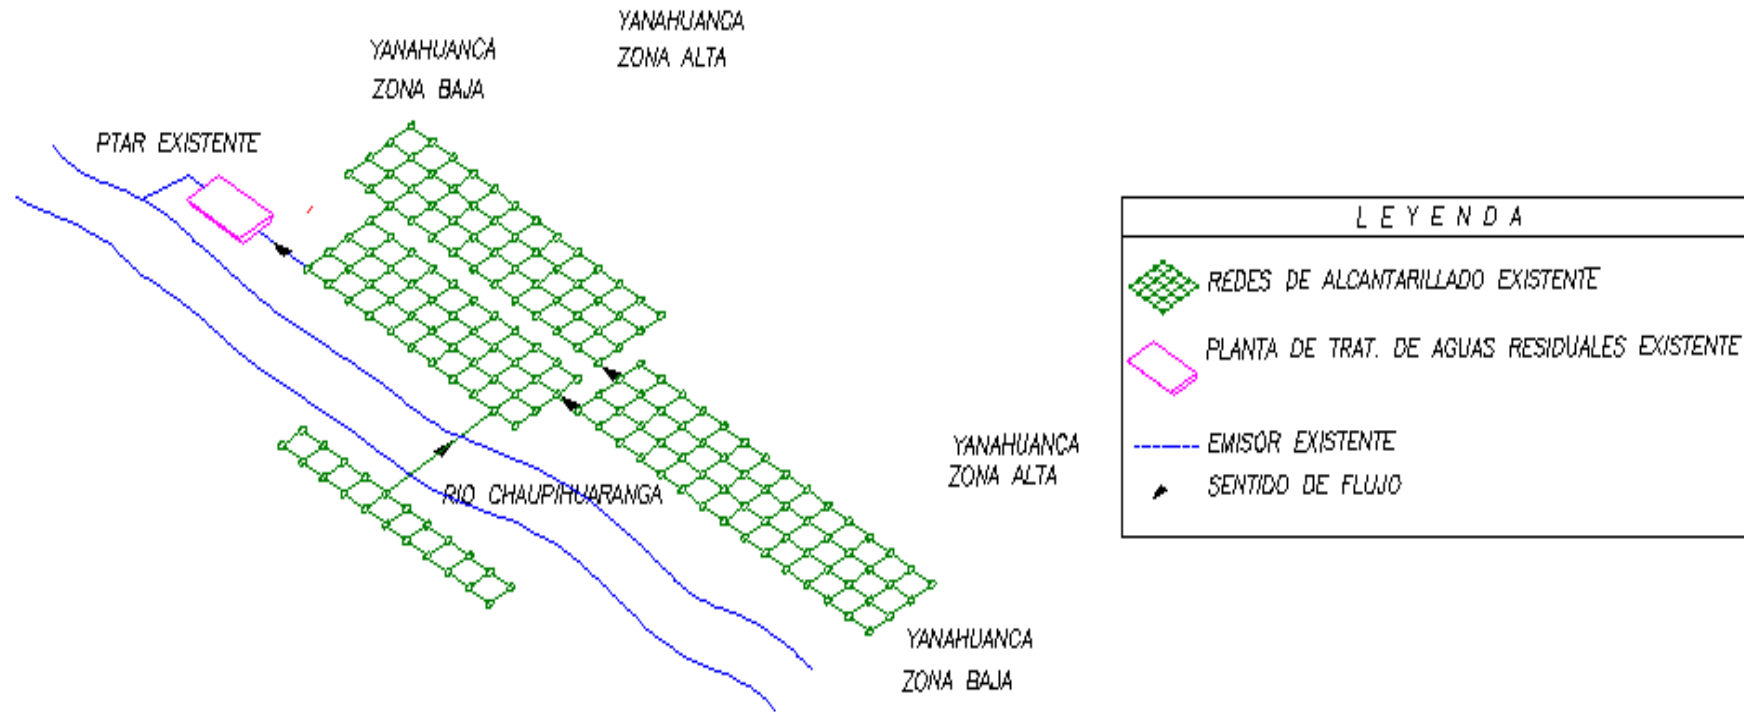 YANAHUANCA
ZONA ALTA
YANAHUANCA
ZONA BAJA
PTAR EXISTENTE
RIO CHAUPIHUARANGA
YANAHUANCA
ZONA ALTA
YANAHUANCA
ZONA BAJA
LEYENDA
REDES DE ALCANTARILLADO EXISTENTE
PLANTA DE TRAT. DE AGUAS RESIDUALES EXISTENTE
EMISOR EXISTENTE
SENTIDO DE FLUJO